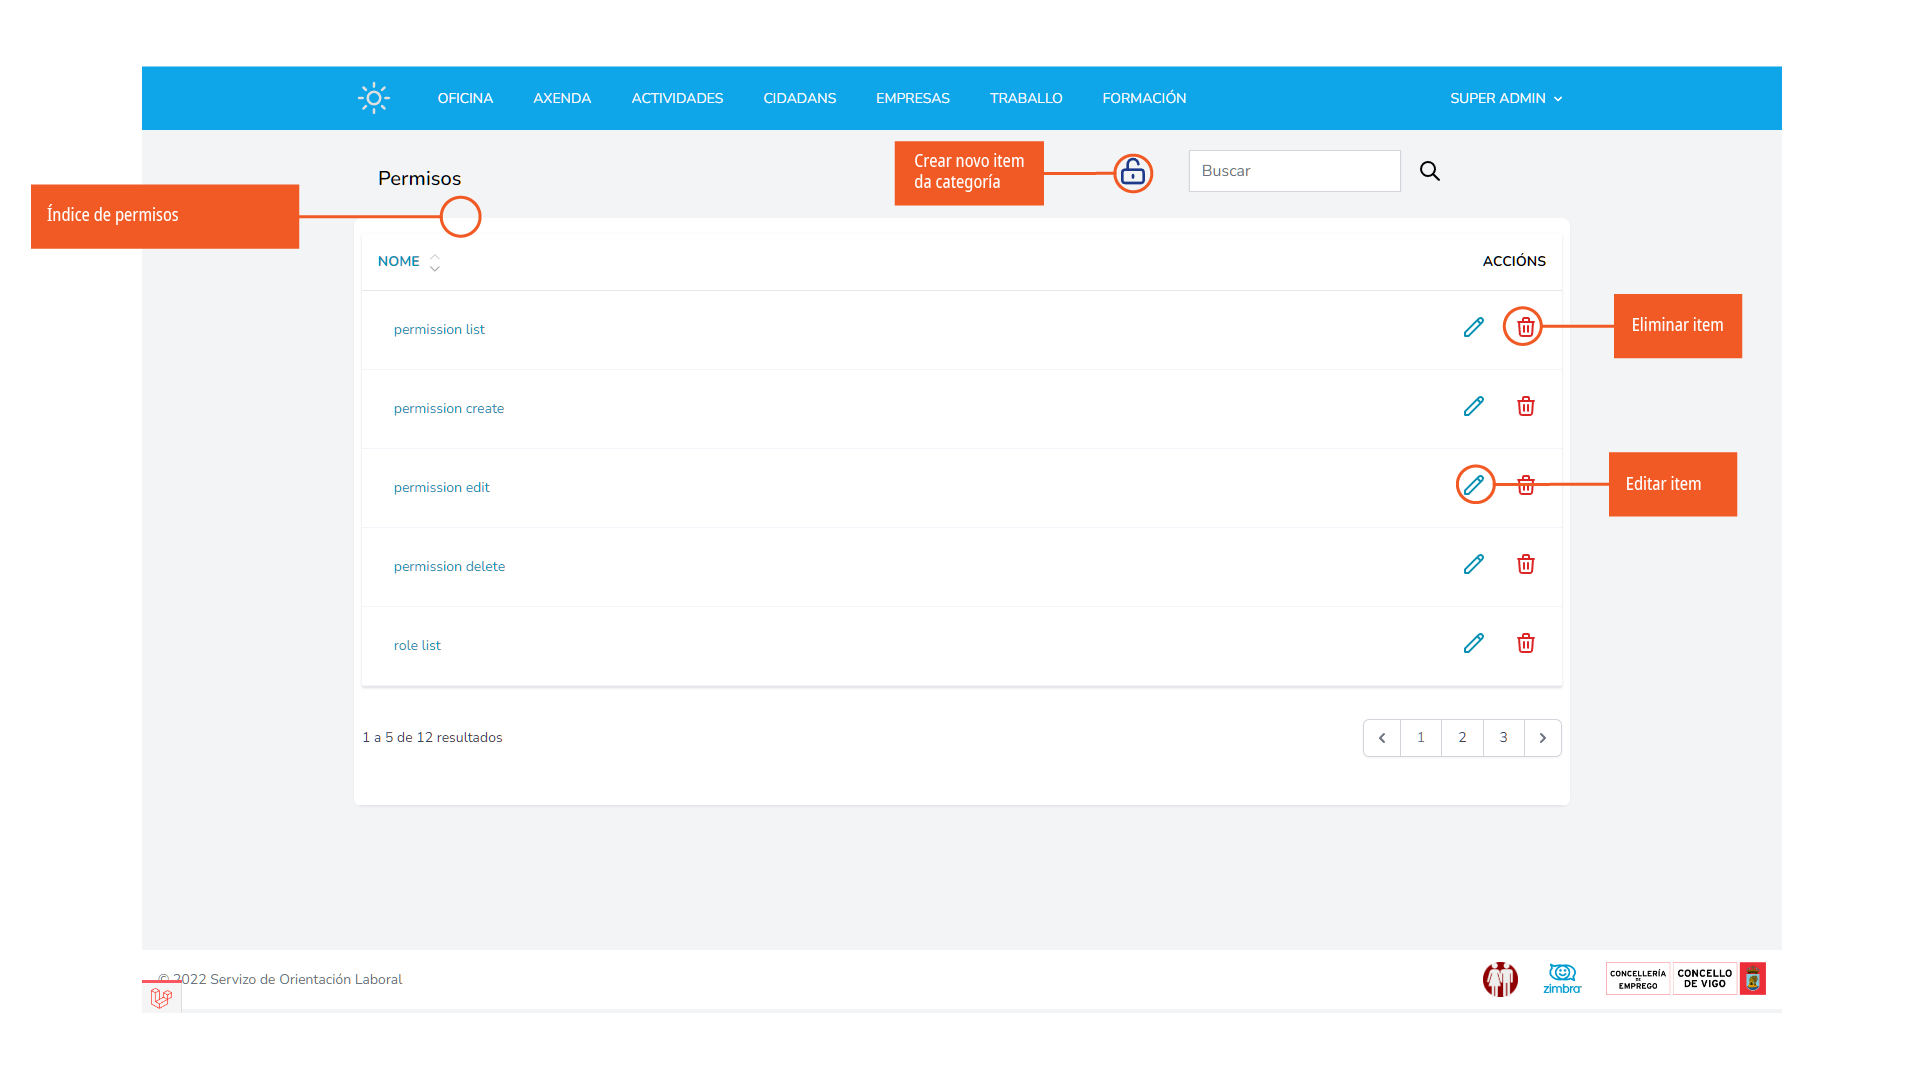 OFICINA AXENDA ACTIVIDADES CIDADANS EMPRESAS TRABALLO FORMACIÓN SUPER ADMIN
Permisos
Crear novo item
da categoría
Buscar
Índice de permisos
NOME ACCIÓNS
permission list
Eliminar item
permission create
permission edit
Editar item
permission delete
role list
1 a 5 de 12 resultados
1 2 3
© 2022 Servizo de Orientación Laboral
zimbra
CONCELLERÍA
DE
EMPREGO
CONCELLO
DE VIGO